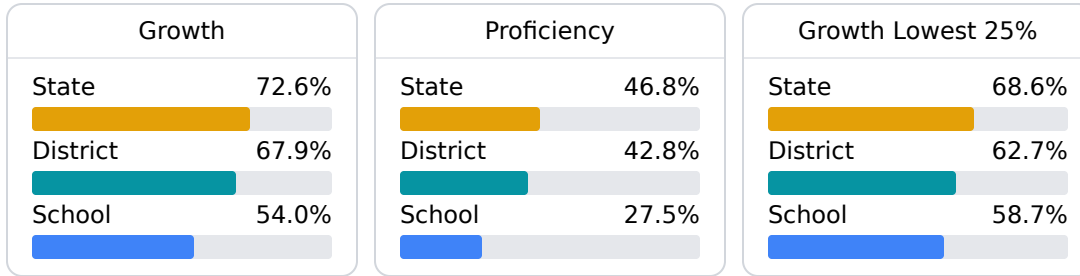 Growth
State 72.6%
District 67.9%
School 54.0%
Proficiency
State 46.8%
District 42.8%
School 27.5%
Growth Lowest 25%
State 68.6%
District 62.7%
School 58.7%